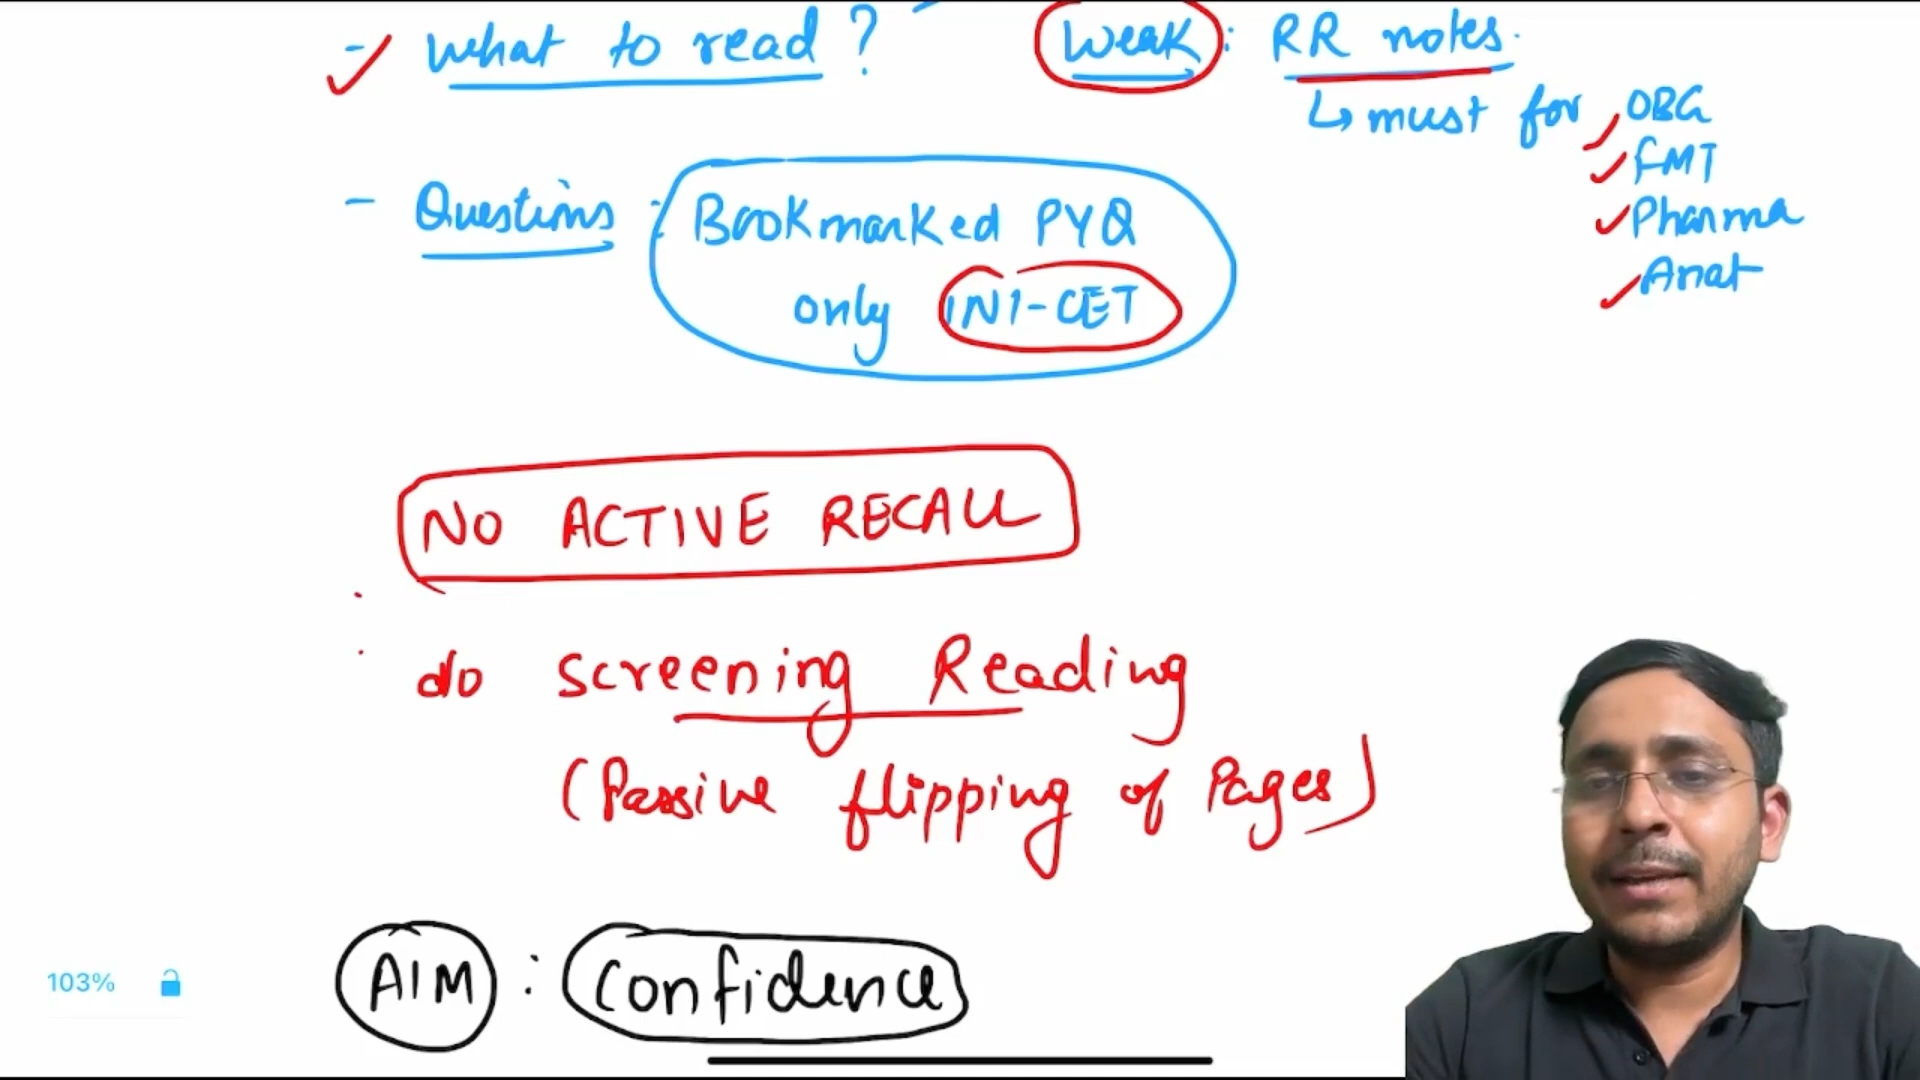 - What to read?
Weak : RR notes.
↳ must for OBG
FMT
Pharma
Anat
- Questions : Bookmarked PYQ
only INI-CET
NO ACTIVE RECALL
do Screening Reading
(Passive flipping of Pages)
AIM : Confidence
103%